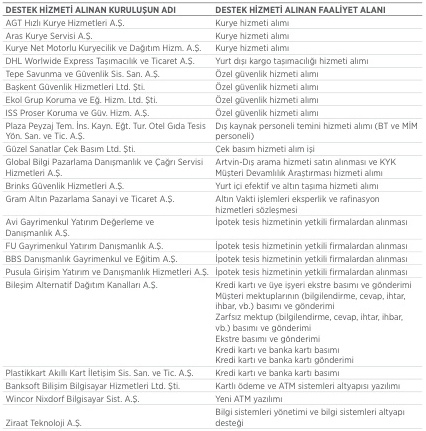 DESTEK HİZMETİ ALINAN KURULUŞUN ADI DESTEK HİZMETİ ALINAN FAALİYET ALANI
AGT Hızlı Kurye Hizmetleri A.Ş. Kurye hizmeti alımı
Aras Kurye Servisi A.Ş. Kurye hizmeti alımı
Kurye Net Motorlu Kuryecilik ve Dağıtım Hizm. A.Ş. Kurye hizmeti alımı
DHL Worlwide Express Taşımacılık ve Ticaret A.Ş. Yurt dışı kargo taşımacılığı hizmeti alımı
Tepe Savunma ve Güvenlik Sis. San. A.Ş. Özel güvenlik hizmeti alımı
Başkent Güvenlik Hizmetleri Ltd. Şti. Özel güvenlik hizmeti alımı
Ekol Grup Koruma ve Eğ. Hizm. Ltd. Şti. Özel güvenlik hizmeti alımı
ISS Proser Koruma ve Güv. Hizm. A.Ş. Özel güvenlik hizmeti alımı
Plaza Peyzaj Tem. İns. Kayn. Eğt. Tur. Otel Gıda Tesis Dış kaynak personeli temini hizmeti alımı (BT ve MİM
Yön. San. ve Tic. A.Ş. personeli)
Güzel Sanatlar Çek Basım Ltd. Şti. Çek basım hizmeti alım işi
Global Bilgi Pazarlama Danışmanlık ve Çağrı Servisi Artvin-Dış arama hizmeti satın alınması ve KYK
Hizmetleri A.Ş. Müşteri Devamlılık Araştırması hizmeti alımı
Brinks Güvenlik Hizmetleri A.Ş. Yurt içi efektif ve altın taşıma hizmeti alımı
Gram Altın Pazarlama Sanayi ve Ticaret A.Ş. Altın Vakti işlemleri eksperlik ve rafinasyon
hizmetleri sözleşmesi
Avi Gayrimenkul Yatırım Değerleme ve İpotek tesis hizmetinin yetkili firmalardan alınması
Danışmanlık A.Ş.
FU Gayrimenkul Yatırım Danışmanlık A.Ş. İpotek tesis hizmetinin yetkili firmalardan alınması
BBS Danışmanlık Gayrimenkul ve Eğitim A.Ş. İpotek tesis hizmetinin yetkili firmalardan alınması
Pusula Girişim Yatırım ve Danışmanlık Hizmetleri A.Ş. İpotek tesis hizmetinin yetkili firmalardan alınması
Bileşim Alternatif Dağıtım Kanalları A.Ş. Kredi kartı ve üye işyeri ekstre basımı ve gönderimi
Müşteri mektuplarının (bilgilendirme, cevap, ihtar,
ihbar, vb.) basımı ve gönderimi
Zarfsız mektup (bilgilendirme, cevap, ihtar, ihbar,
vb.) basımı ve gönderimi
Ekstre basımı ve gönderimi
Kredi kartı ve banka kartı basımı
Kredi kartı ve banka kartı gönderimi
Plastikkart Akıllı Kart İletişim Sis. San. ve Tic. A.Ş. Kredi kartı ve banka kartı basımı
Banksoft Bilişim Bilgisayar Hizmetleri Ltd. Şti. Kartlı ödeme ve ATM sistemleri altyapısı yazılımı
Wincor Nixdorf Bilgisayar Sist. A.Ş. Yeni ATM yazılımı
Bilgi sistemleri yönetimi ve bilgi sistemleri altyapı
Ziraat Teknoloji A.Ş. desteği